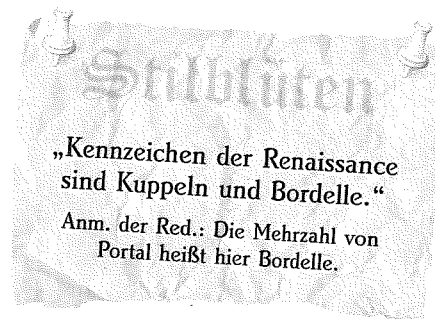 Stilblüten
„Kennzeichen der Renaissance
sind Kuppeln und Bordelle.“
Anm. der Red.: Die Mehrzahl von
Portal heißt hier Bordelle.